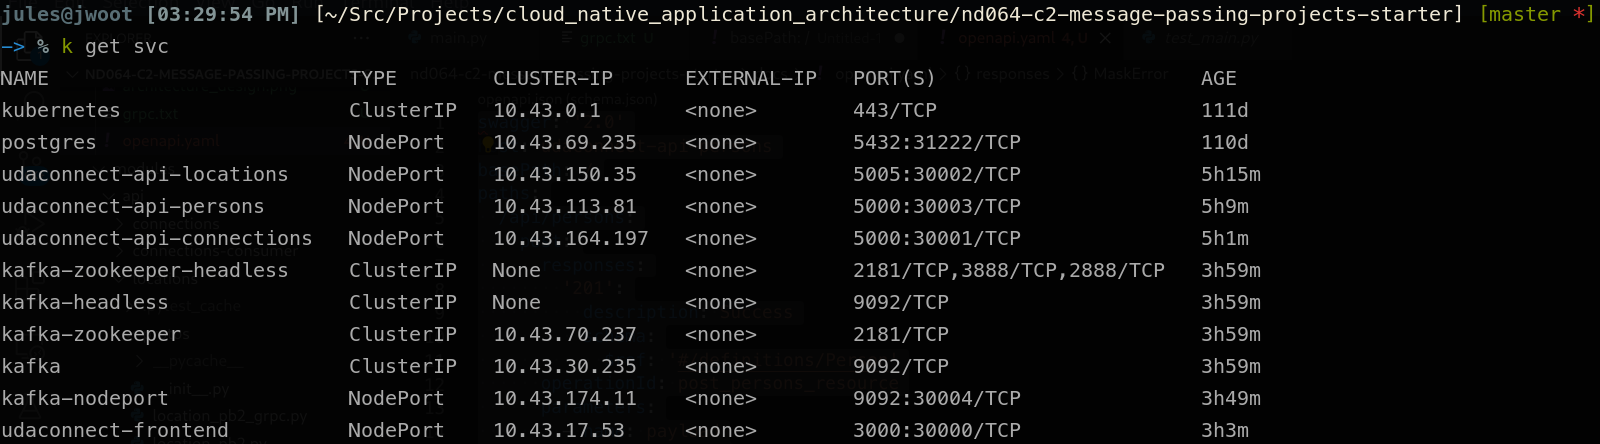 jules@jwoot [03:29:54 PM] [~/Src/Projects/cloud_native_application_architecture/nd064-c2-message-passing-projects-starter] [master *]
-> % k get svc
NAME TYPE CLUSTER-IP EXTERNAL-IP PORT(S) AGE
kubernetes ClusterIP 10.43.0.1 <none> 443/TCP 111d
postgres NodePort 10.43.69.235 <none> 5432:31222/TCP 110d
udaconnect-api-locations NodePort 10.43.150.35 <none> 5005:30002/TCP 5h15m
udaconnect-api-persons NodePort 10.43.113.81 <none> 5000:30003/TCP 5h9m
udaconnect-api-connections NodePort 10.43.164.197 <none> 5000:30001/TCP 5h1m
kafka-zookeeper-headless ClusterIP None <none> 2181/TCP,3888/TCP,2888/TCP 3h59m
kafka-headless ClusterIP None <none> 9092/TCP 3h59m
kafka-zookeeper ClusterIP 10.43.70.237 <none> 2181/TCP 3h59m
kafka ClusterIP 10.43.30.235 <none> 9092/TCP 3h59m
kafka-nodeport NodePort 10.43.174.11 <none> 9092:30004/TCP 3h49m
udaconnect-frontend NodePort 10.43.17.53 <none> 3000:30000/TCP 3h3m